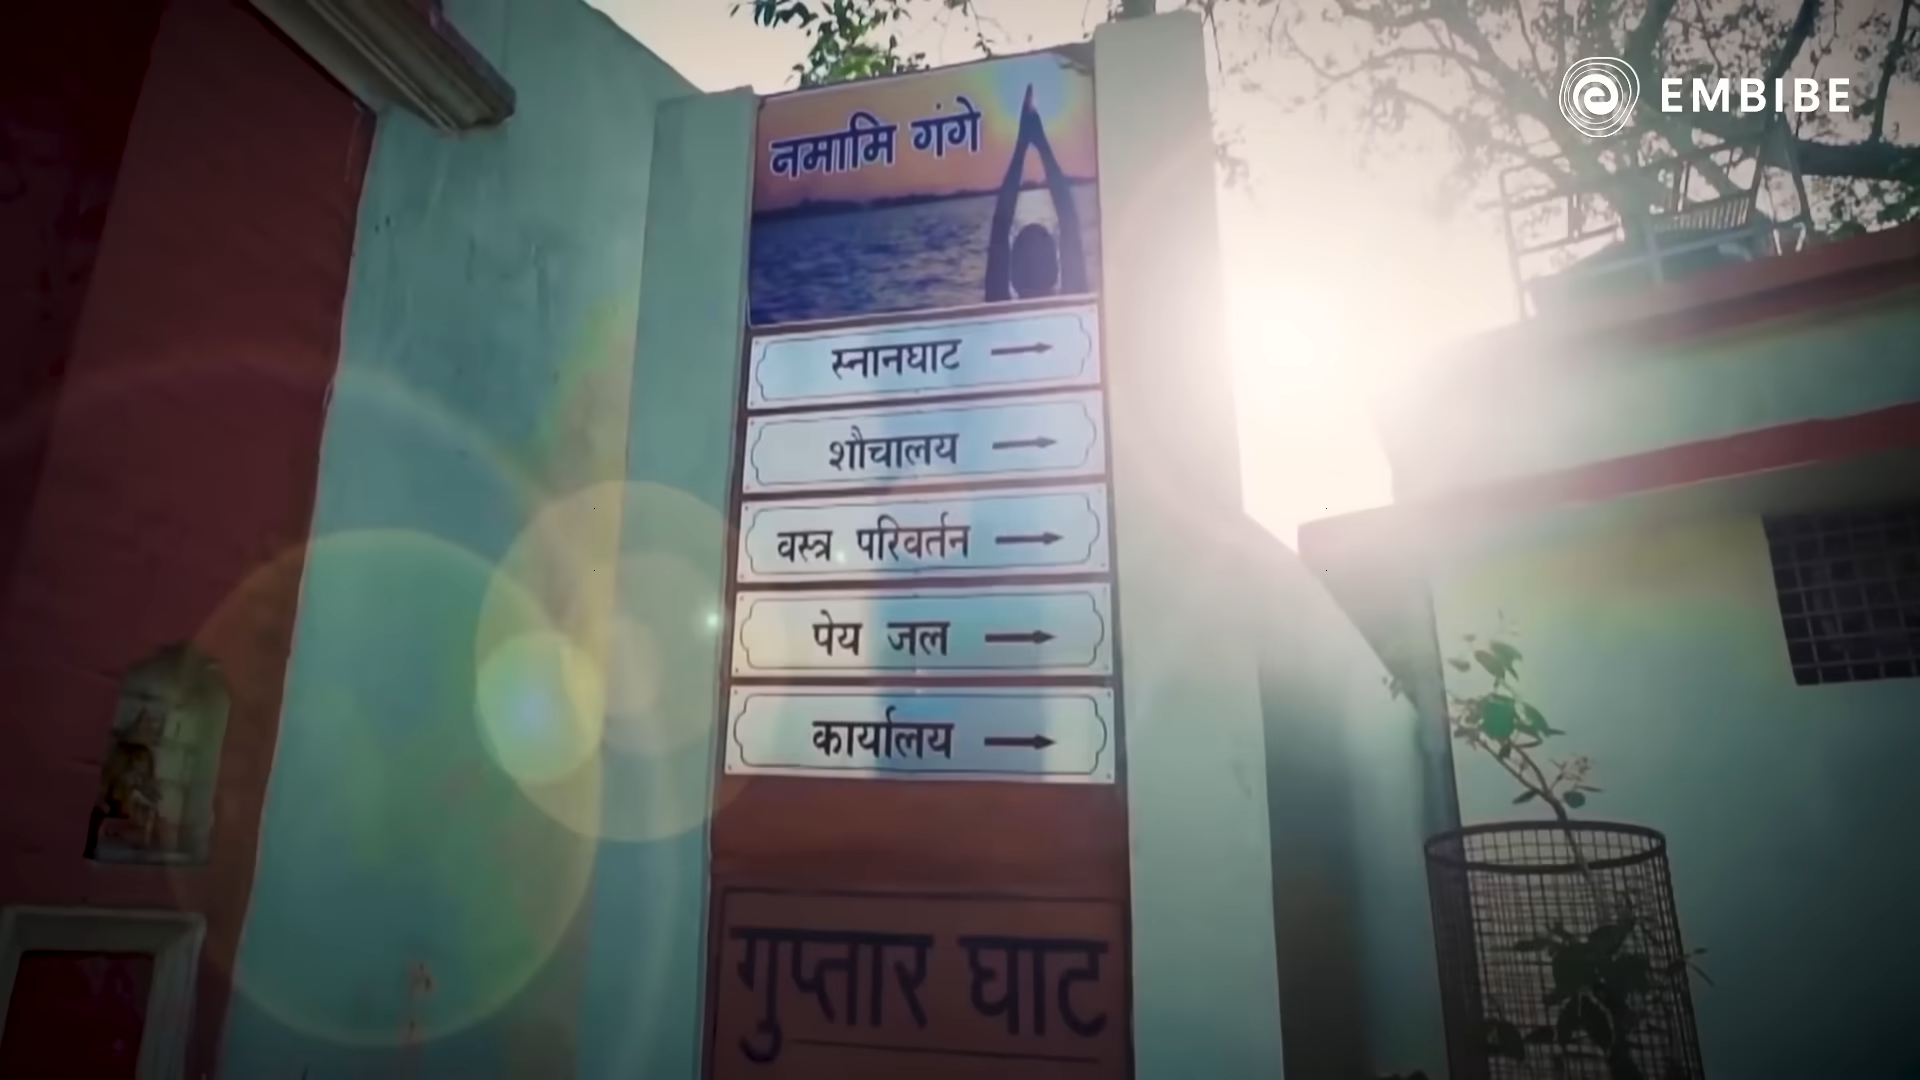 EMBIBE
नमामि गंगे
स्नानघाट
शौचालय
वस्त्र परिवर्तन
पेय जल
कार्यालय
गुप्तार घाट